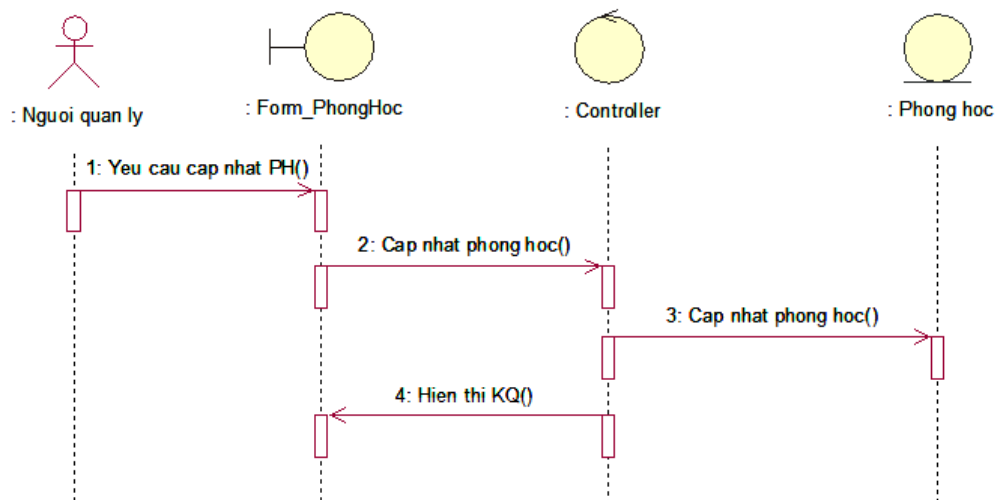 : Nguoi quan ly
: Form_PhongHoc
: Controller
: Phong hoc
1: Yeu cau cap nhat PH()
2: Cap nhat phong hoc()
3: Cap nhat phong hoc()
4: Hien thi KQ()